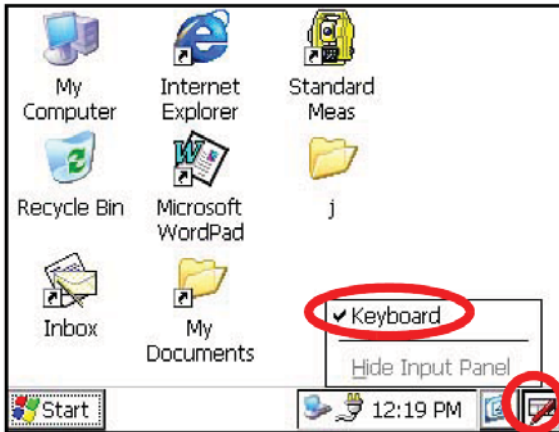 My
Computer
Internet
Explorer
Standard
Meas
Recycle Bin
Microsoft
WordPad
j
Inbox
My
Documents
Keyboard
Hide Input Panel
Start
12:19 PM